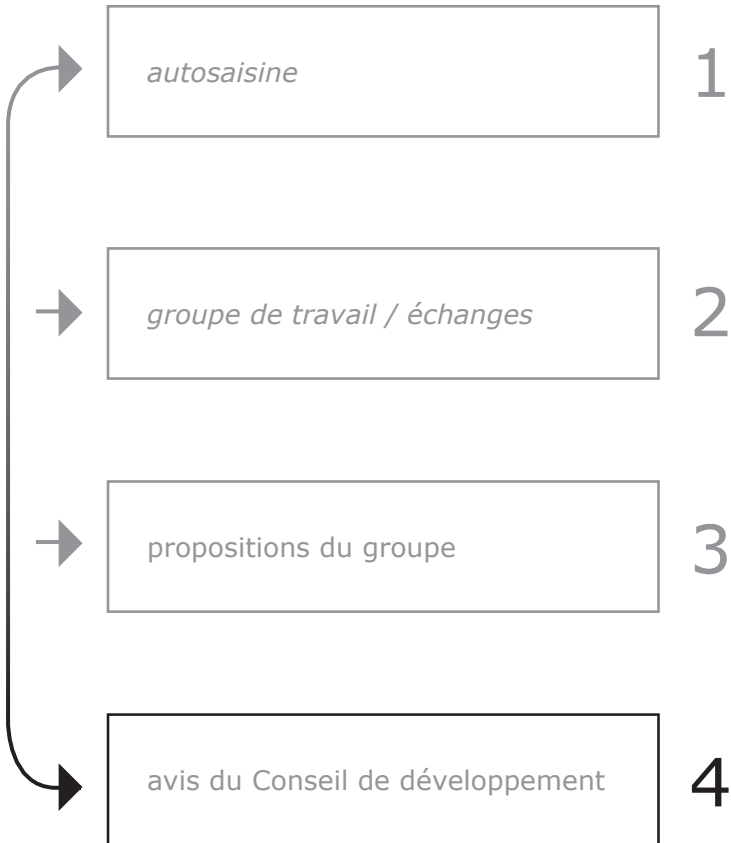 autosaisine 1
groupe de travail / échanges 2
propositions du groupe 3
avis du Conseil de développement 4